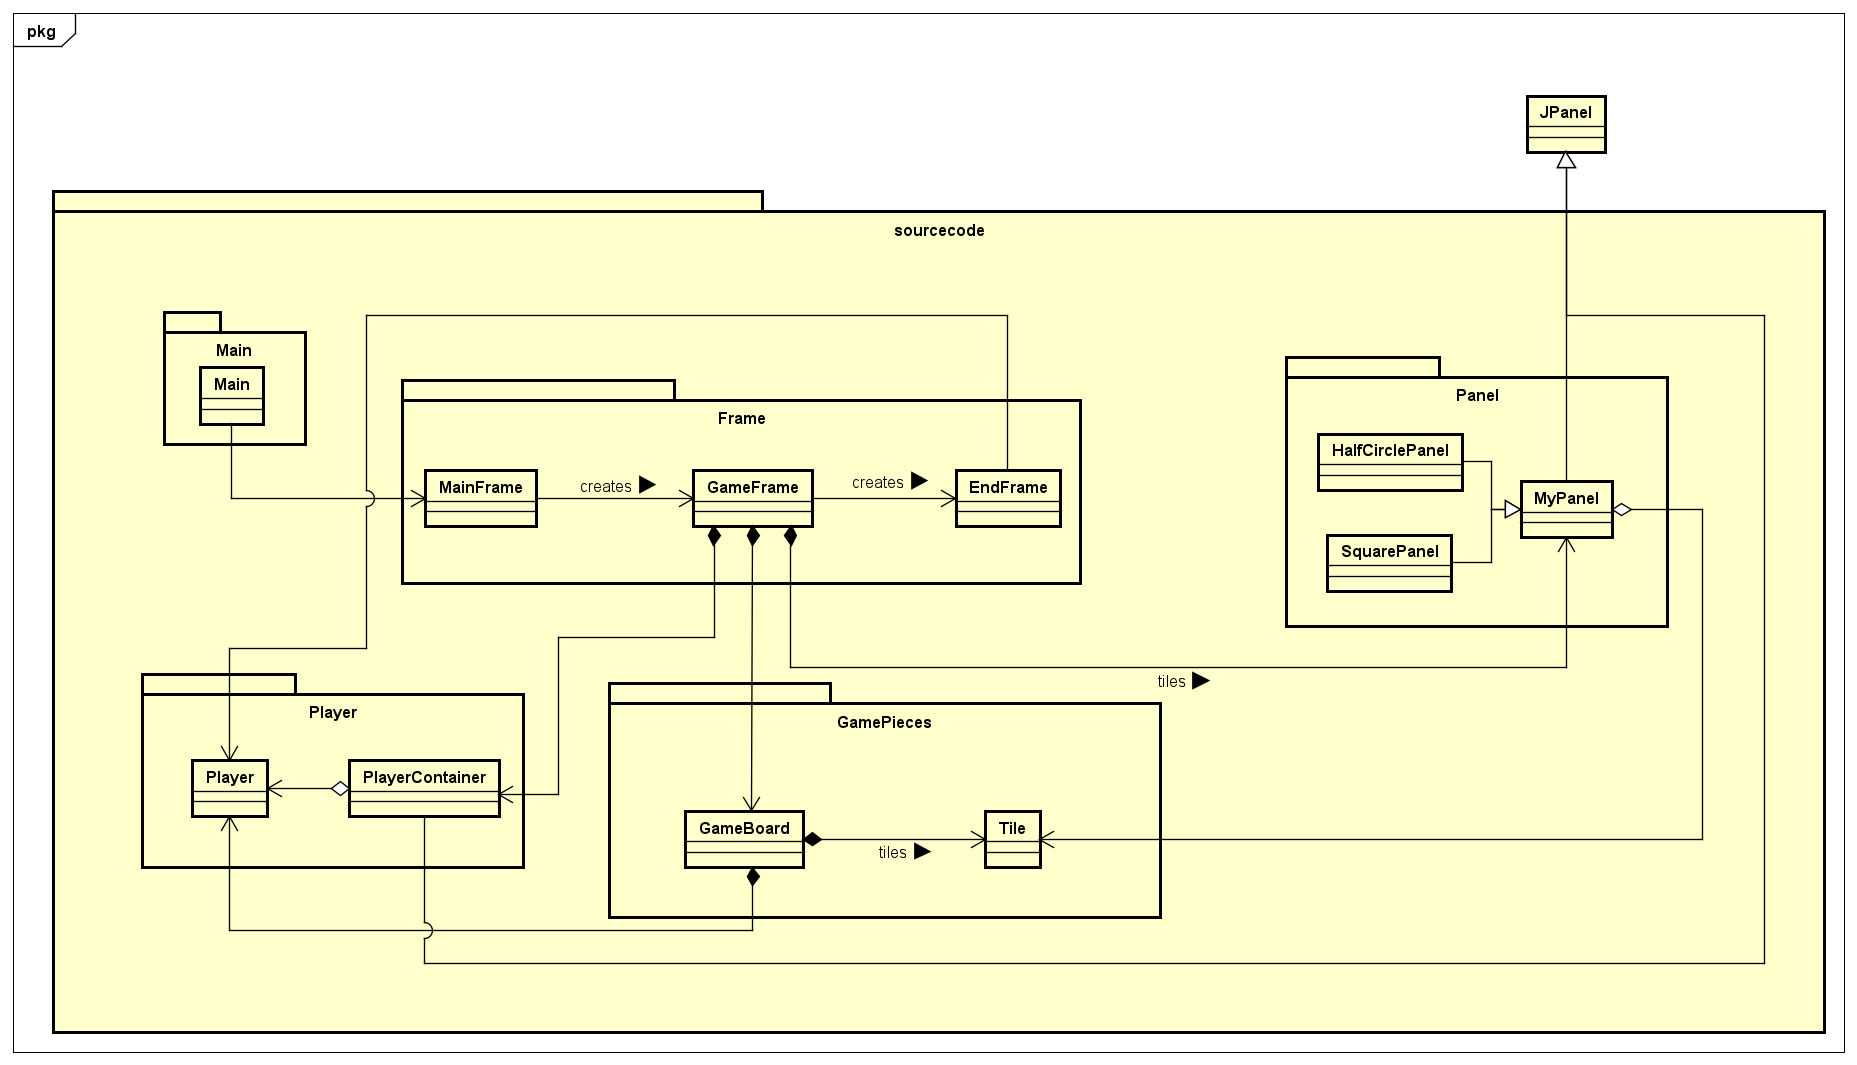 pkg
JPanel
sourcecode
Main
Main
Frame
MainFrame
creates
GameFrame
creates
EndFrame
Panel
HalfCirclePanel
MyPanel
SquarePanel
tiles
Player
Player
PlayerContainer
GamePieces
GameBoard
tiles
Tile